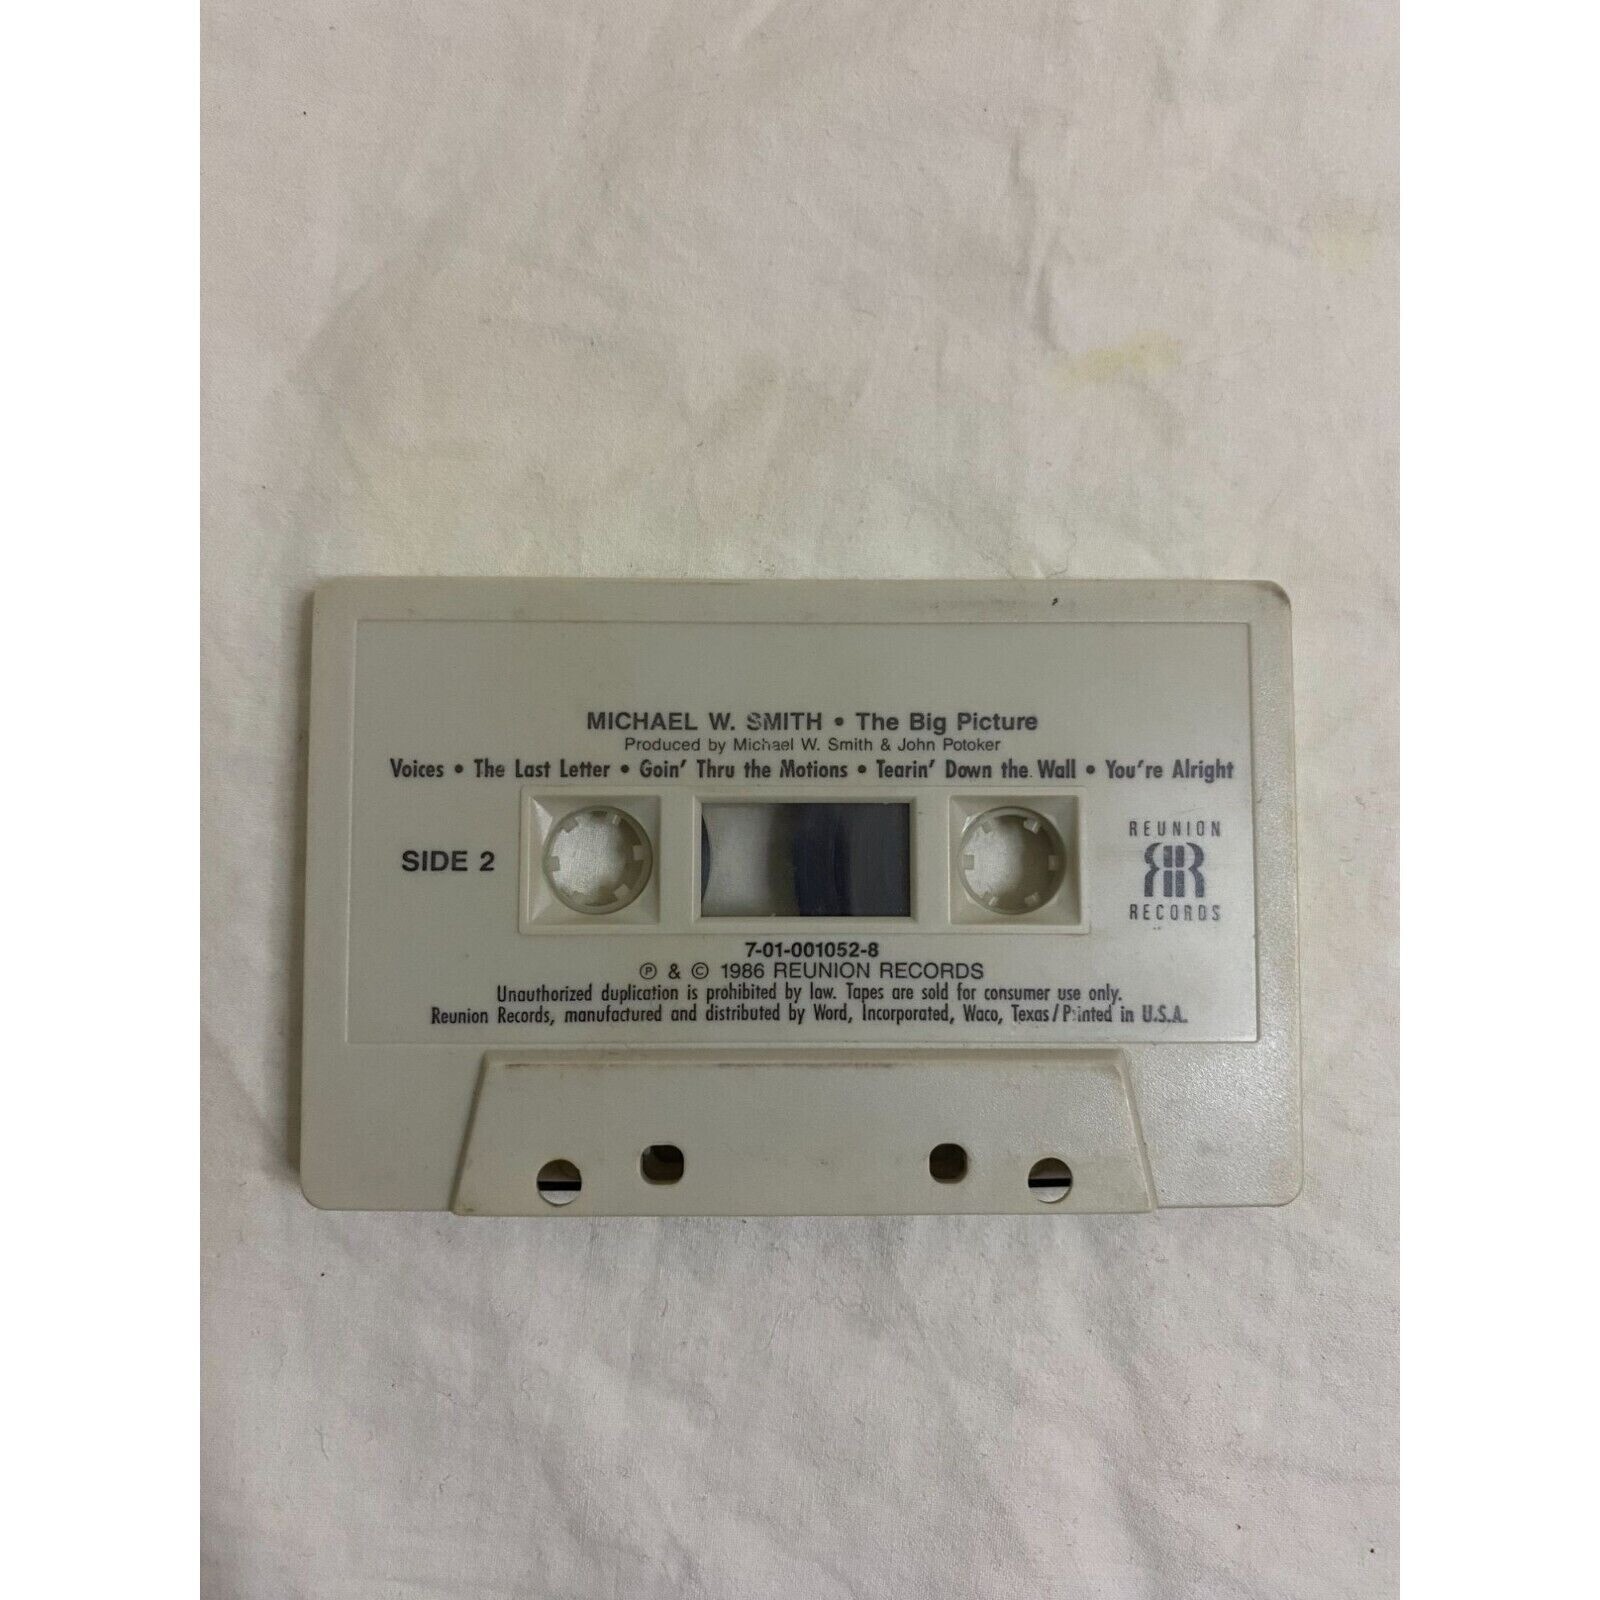 MICHAEL W. SMITH • The Big Picture
Produced by Michael W. Smith & John Potoker
Voices • The Last Letter • Goin' Thru the Motions • Tearin' Down the Wall • You're Alright
SIDE 2
REUNION
RECORDS
7-01-001052-8
℗ & © 1986 REUNION RECORDS
Unauthorized duplication is prohibited by law. Tapes are sold for consumer use only.
Reunion Records, manufactured and distributed by Word, Incorporated, Waco, Texas/Printed in U.S.A.